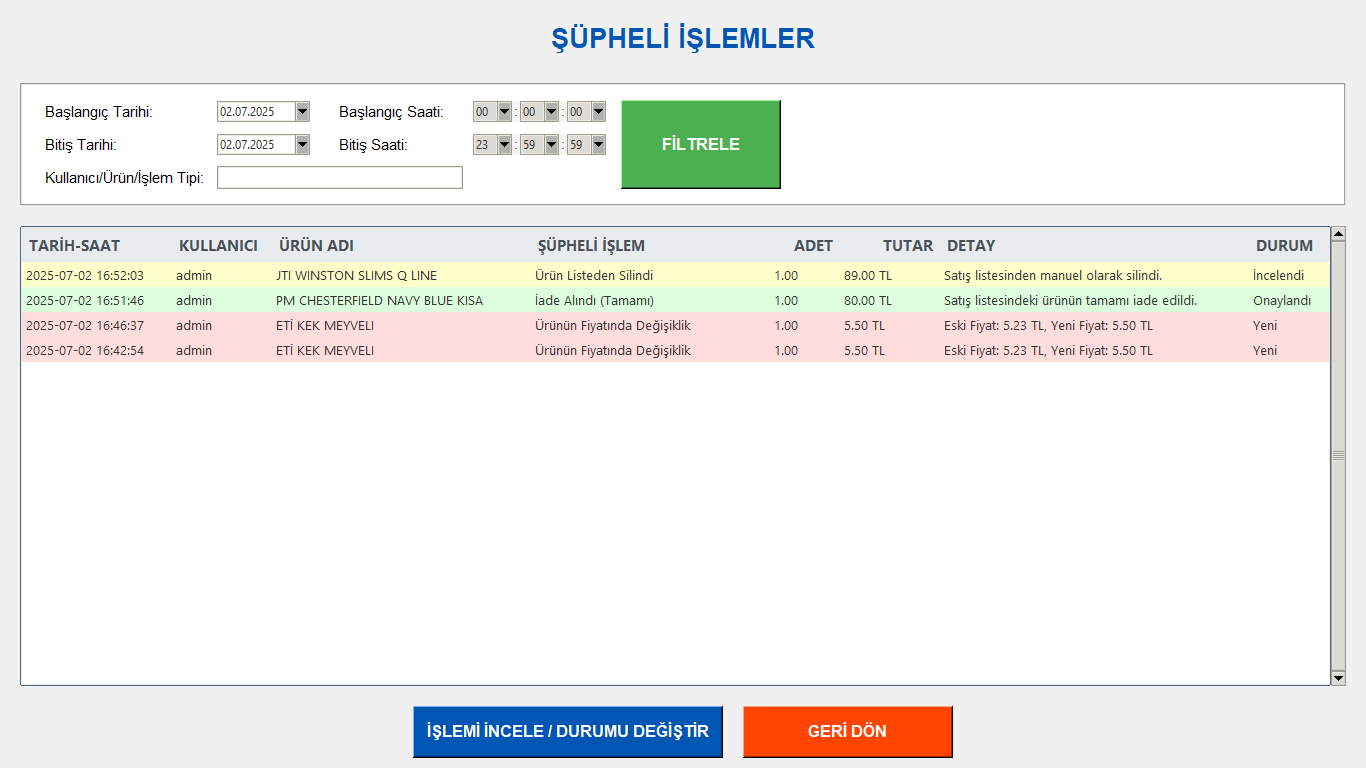 ŞÜPHELİ İŞLEMLER
Başlangıç Tarihi: 02.07.2025 Başlangıç Saati: 00 : 00 : 00
Bitiş Tarihi: 02.07.2025 Bitiş Saati: 23 : 59 : 59
FİLTRELE
Kullanıcı/Ürün/İşlem Tipi:
TARİH-SAAT KULLANICI ÜRÜN ADI ŞÜPHELİ İŞLEM ADET TUTAR DETAY DURUM
2025-07-02 16:52:03 admin JTI WINSTON SLIMS Q LINE Ürün Listeden Silindi 1.00 89.00 TL Satış listesinden manuel olarak silindi. İncelendi
2025-07-02 16:51:46 admin PM CHESTERFIELD NAVY BLUE KISA İade Alındı (Tamamı) 1.00 80.00 TL Satış listesindeki ürünün tamamı iade edildi. Onaylandı
2025-07-02 16:46:37 admin ETİ KEK MEYVELI Ürünün Fiyatında Değişiklik 1.00 5.50 TL Eski Fiyat: 5.23 TL, Yeni Fiyat: 5.50 TL Yeni
2025-07-02 16:42:54 admin ETİ KEK MEYVELI Ürünün Fiyatında Değişiklik 1.00 5.50 TL Eski Fiyat: 5.23 TL, Yeni Fiyat: 5.50 TL Yeni
İŞLEMİ İNCELE / DURUMU DEĞİŞTİR GERİ DÖN